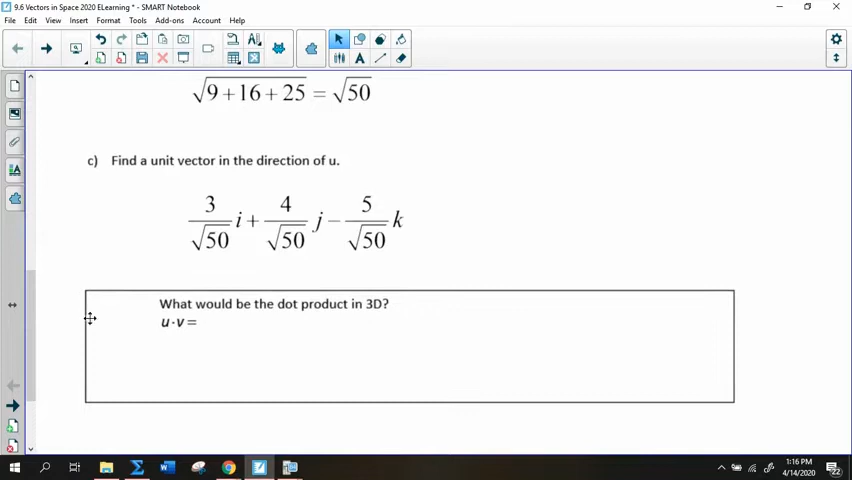 9.6 Vectors in Space 2020 ELearning * - SMART Notebook
File Edit View Insert Format Tools Add-ons Account Help
√9 + 16 + 25 = √50
c) Find a unit vector in the direction of u.
3/√50 i + 4/√50 j − 5/√50 k
What would be the dot product in 3D?
u·v =
1:16 PM
4/14/2020
22